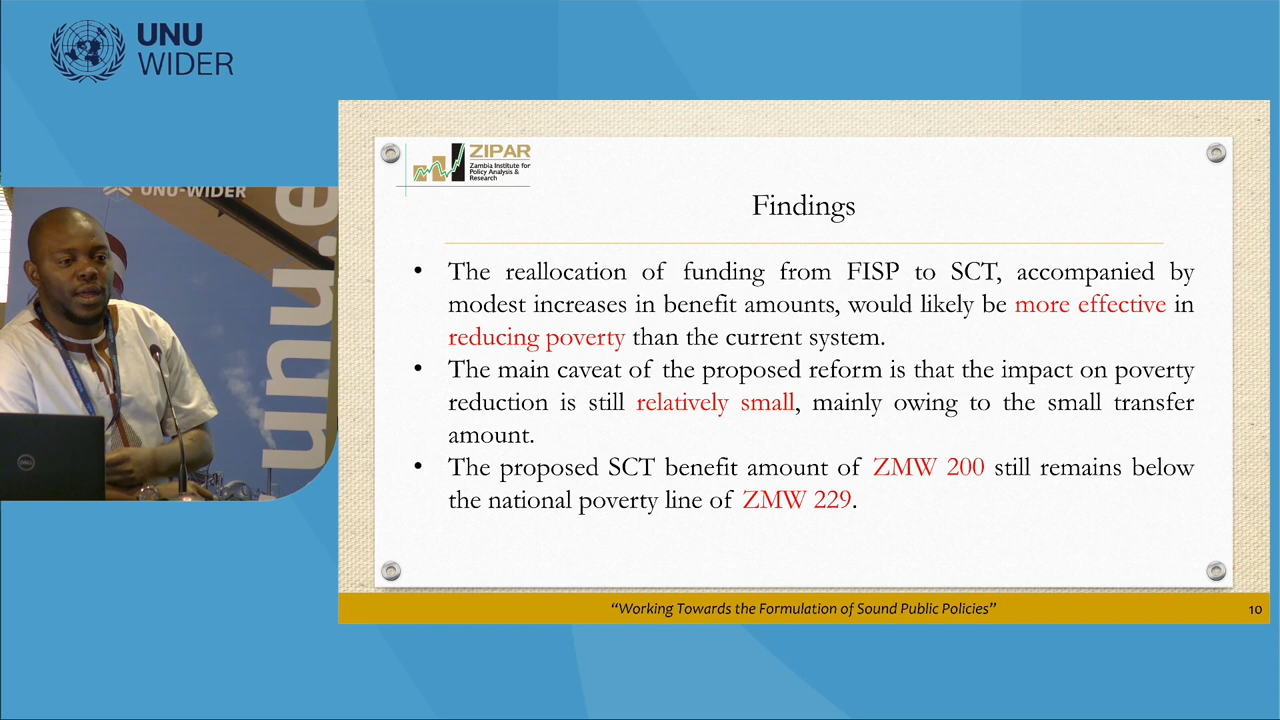 UNU
WIDER
UNU-WIDER
unu.e
DELL
ZIPAR
Zambia Institute for
Policy Analysis &
Research
Findings
• The reallocation of funding from FISP to SCT, accompanied by
modest increases in benefit amounts, would likely be more effective in
reducing poverty than the current system.
• The main caveat of the proposed reform is that the impact on poverty
reduction is still relatively small, mainly owing to the small transfer
amount.
• The proposed SCT benefit amount of ZMW 200 still remains below
the national poverty line of ZMW 229.
“Working Towards the Formulation of Sound Public Policies”
10